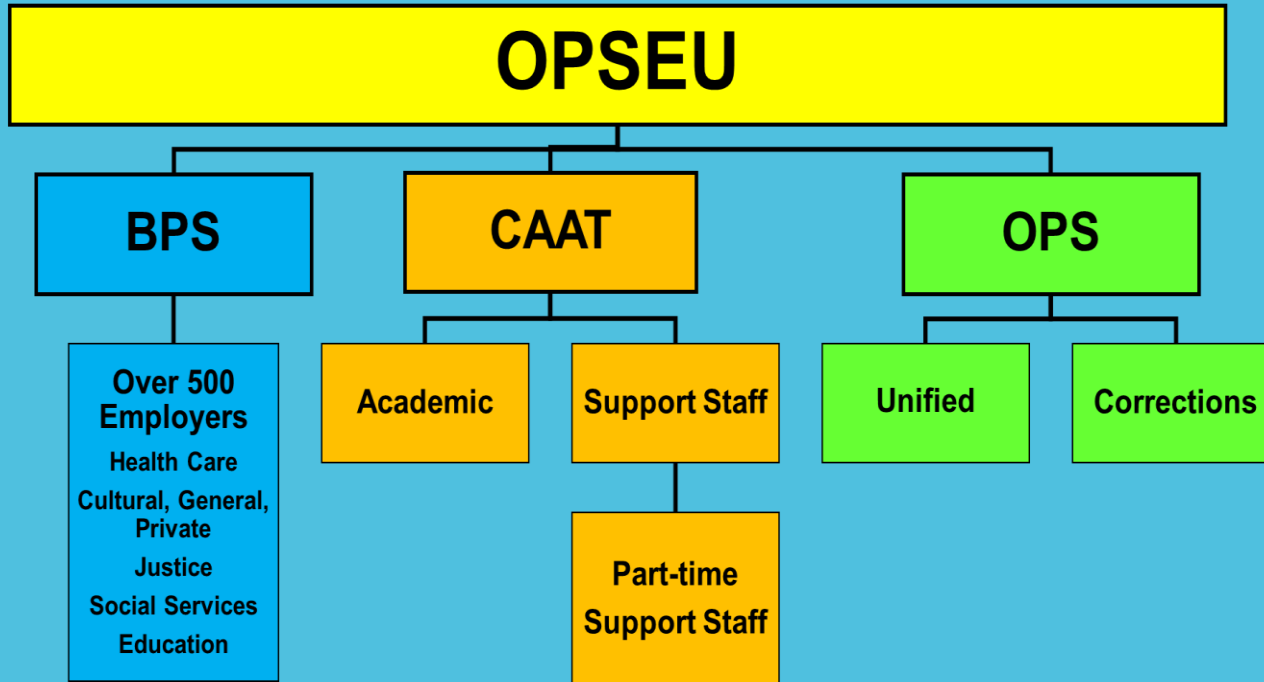 OPSEU
BPS
CAAT
OPS
Over 500
Employers
Health Care
Cultural, General,
Private
Justice
Social Services
Education
Academic
Support Staff
Part-time
Support Staff
Unified
Corrections